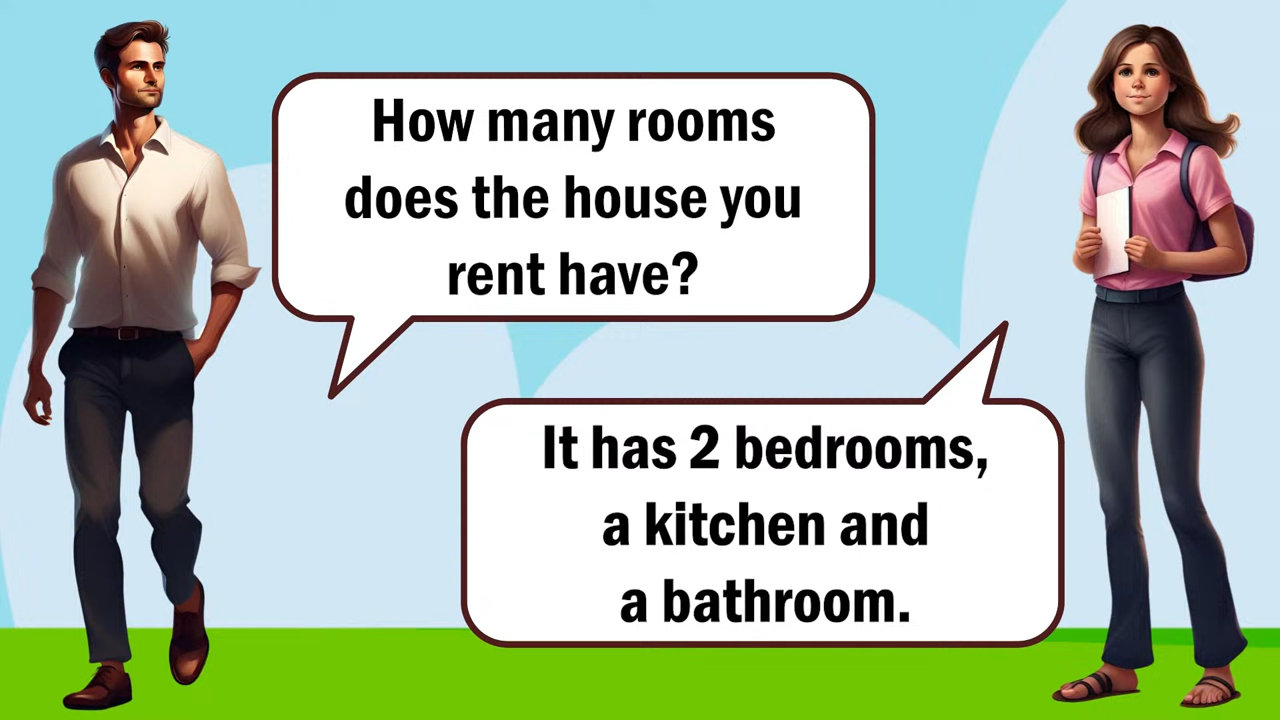 How many rooms
does the house you
rent have?
It has 2 bedrooms,
a kitchen and
a bathroom.